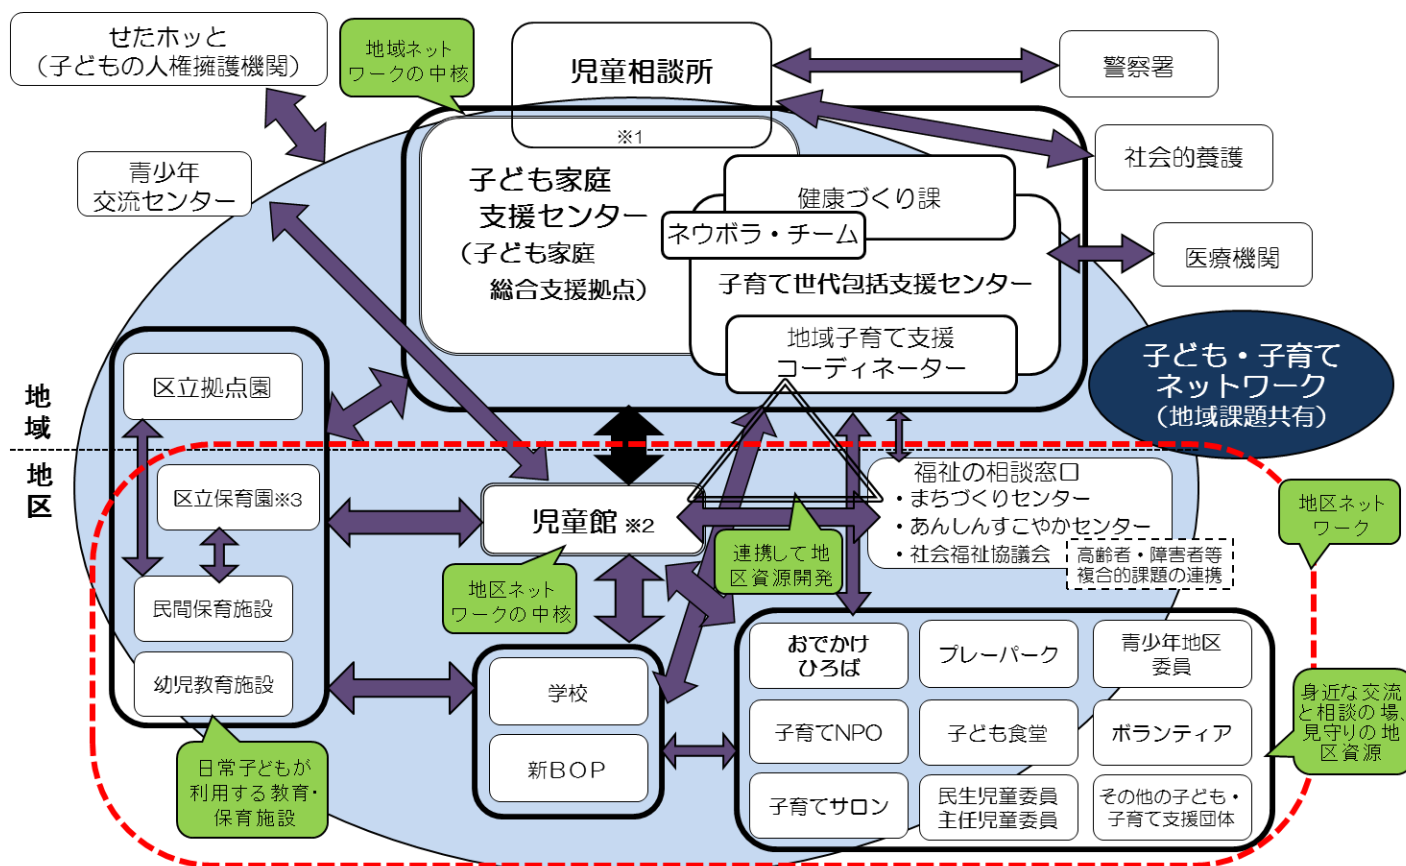 せたホッと
（子どもの人権擁護機関）
地域ネット
ワークの中核
児童相談所
※1
警察署
社会的養護
医療機関
青少年
交流センター
子ども家庭
支援センター
（子ども家庭
総合支援拠点）
健康づくり課
ネウボラ・チーム
子育て世代包括支援センター
地域子育て支援
コーディネーター
子ども・子育て
ネットワーク
（地域課題共有）
地域
地区
区立拠点園
区立保育園※3
民間保育施設
幼児教育施設
日常子どもが
利用する教育・
保育施設
児童館 ※2
地区ネット
ワークの中核
連携して地
区資源開発
福祉の相談窓口
・まちづくりセンター
・あんしんすこやかセンター
・社会福祉協議会
高齢者・障害者等
複合的課題の連携
地区ネット
ワーク
学校
新BOP
おでかけ
ひろば
プレーパーク
青少年地区
委員
子育てNPO
子ども食堂
ボランティア
子育てサロン
民生児童委員
主任児童委員
その他の子ども・
子育て支援団体
身近な交流
と相談の場、
見守りの地
区資源